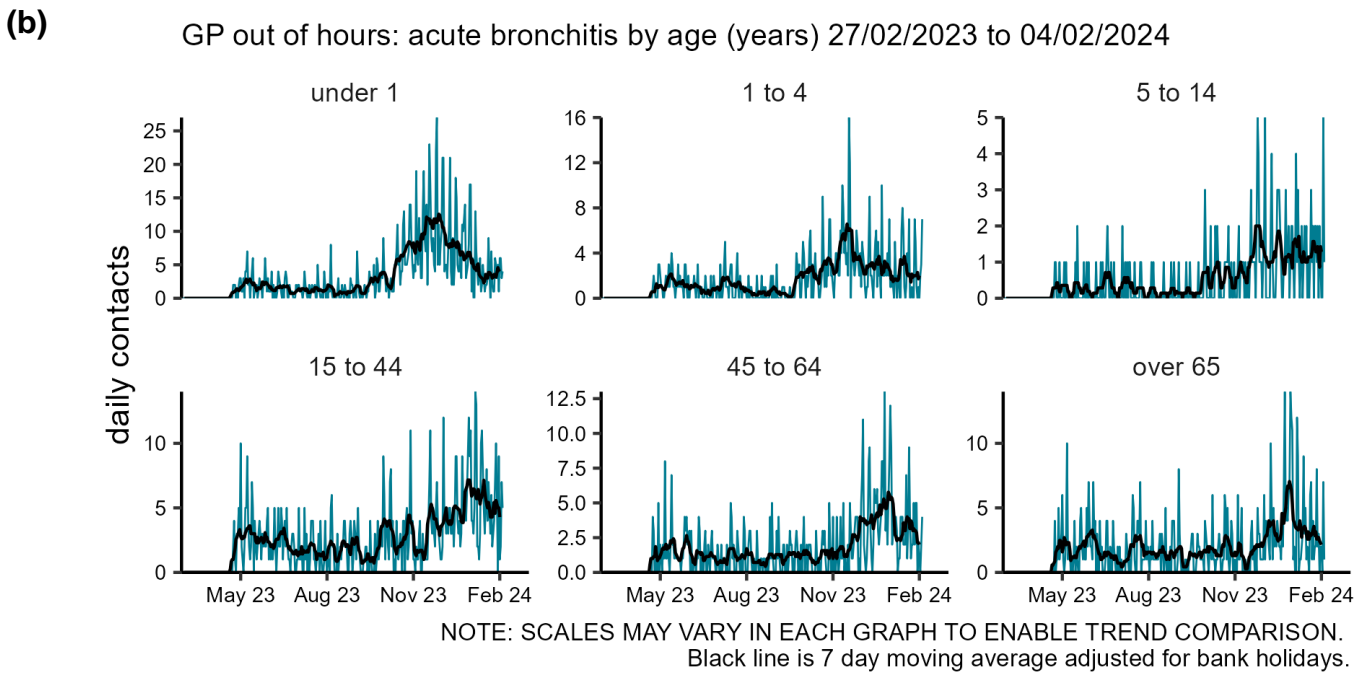 (b)
GP out of hours: acute bronchitis by age (years) 27/02/2023 to 04/02/2024
daily contacts
under 1
25
20
15
10
5
0
1 to 4
16
12
8
4
0
5 to 14
5
4
3
2
1
0
15 to 44
10
5
0
May 23 Aug 23 Nov 23 Feb 24
45 to 64
12.5
10.0
7.5
5.0
2.5
0.0
May 23 Aug 23 Nov 23 Feb 24
over 65
10
5
0
May 23 Aug 23 Nov 23 Feb 24
NOTE: SCALES MAY VARY IN EACH GRAPH TO ENABLE TREND COMPARISON.
Black line is 7 day moving average adjusted for bank holidays.